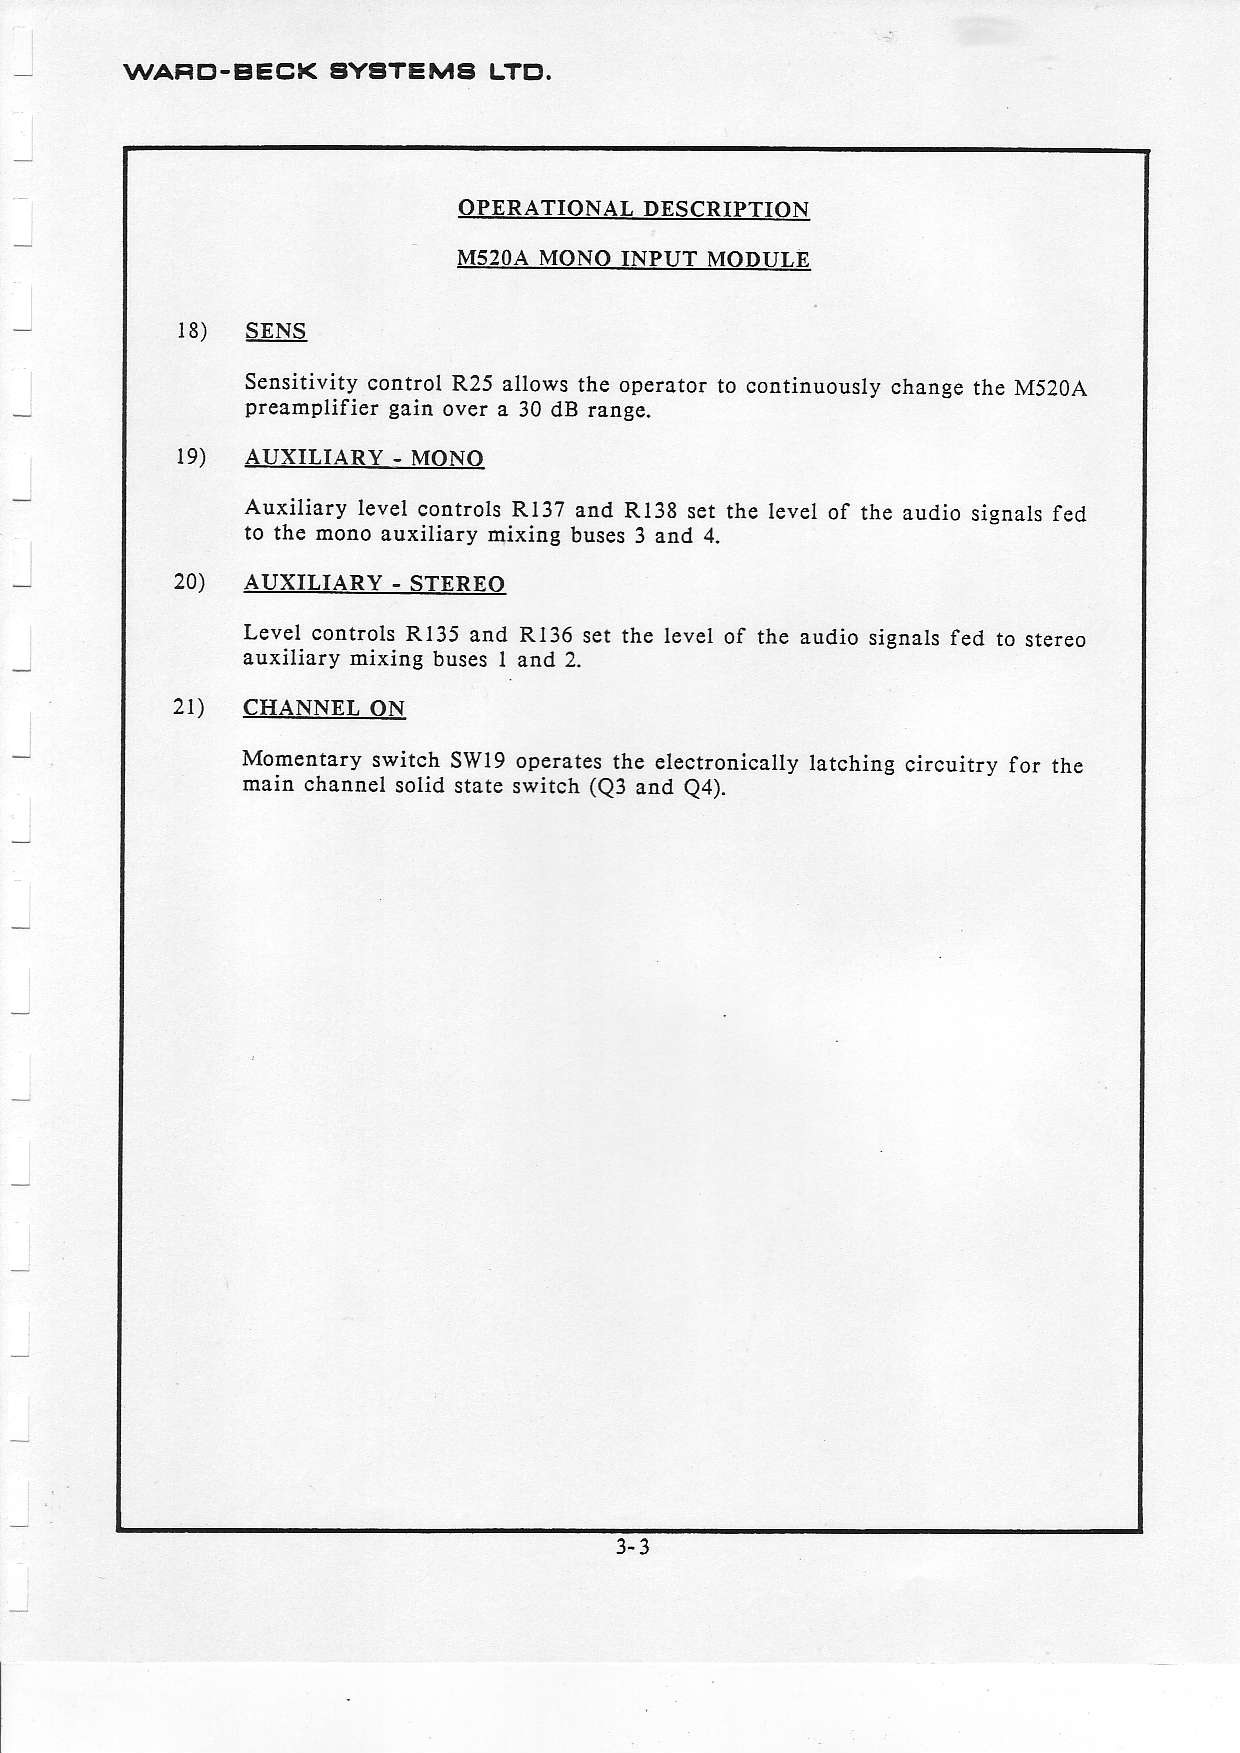 WARD-BECK SYSTEMS LTD.
OPERATIONAL DESCRIPTION
M520A MONO INPUT MODULE
18) SENS
Sensitivity control R25 allows the operator to continuously change the M520A
preamplifier gain over a 30 dB range.
19) AUXILIARY - MONO
Auxiliary level controls R137 and R138 set the level of the audio signals fed
to the mono auxiliary mixing buses 3 and 4.
20) AUXILIARY - STEREO
Level controls R135 and R136 set the level of the audio signals fed to stereo
auxiliary mixing buses 1 and 2.
21) CHANNEL ON
Momentary switch SW19 operates the electronically latching circuitry for the
main channel solid state switch (Q3 and Q4).
3-3